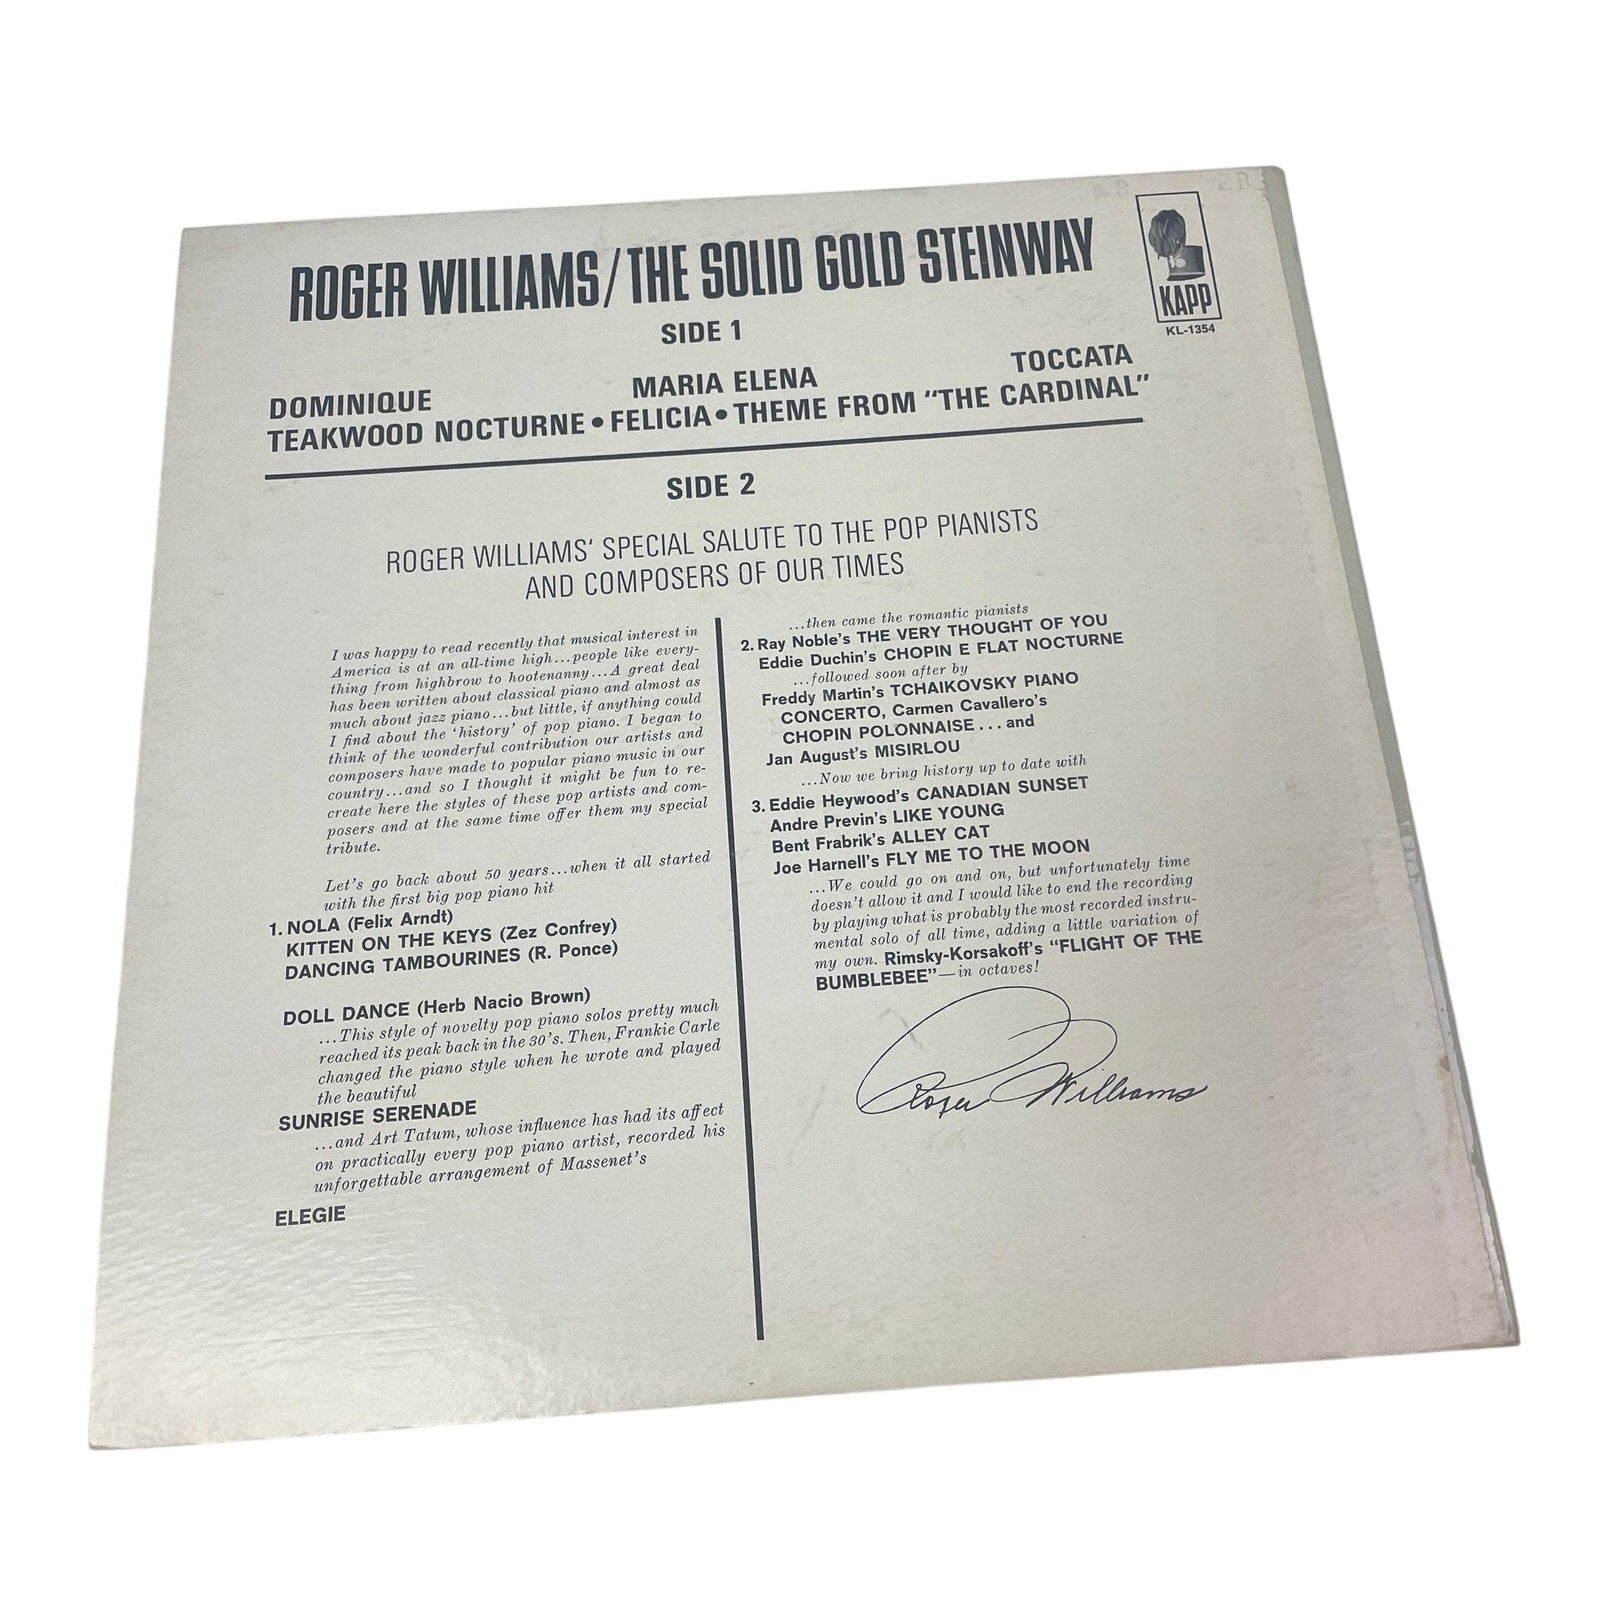 ROGER WILLIAMS/THE SOLID GOLD STEINWAY
KAPP
KL-1354
SIDE 1
DOMINIQUE MARIA ELENA TOCCATA
TEAKWOOD NOCTURNE • FELICIA • THEME FROM "THE CARDINAL"
SIDE 2
ROGER WILLIAMS' SPECIAL SALUTE TO THE POP PIANISTS
AND COMPOSERS OF OUR TIMES
I was happy to read recently that musical interest in
America is at an all-time high...people like every-
thing from highbrow to hootenanny...A great deal
has been written about classical piano and almost as
much about jazz piano...but little, if anything could
I find about the 'history' of pop piano. I began to
think of the wonderful contribution our artists and
composers have made to popular piano music in our
country...and so I thought it might be fun to re-
create here the styles of these pop artists and com-
posers and at the same time offer them my special
tribute.
Let's go back about 50 years...when it all started
with the first big pop piano hit
1. NOLA (Felix Arndt)
KITTEN ON THE KEYS (Zez Confrey)
DANCING TAMBOURINES (R. Ponce)
DOLL DANCE (Herb Nacio Brown)
...This style of novelty pop piano solos pretty much
reached its peak back in the 30's. Then, Frankie Carle
changed the piano style when he wrote and played
the beautiful
SUNRISE SERENADE
...and Art Tatum, whose influence has had its affect
on practically every pop piano artist, recorded his
unforgettable arrangement of Massenet's
ELEGIE
...then came the romantic pianists
2. Ray Noble's THE VERY THOUGHT OF YOU
Eddie Duchin's CHOPIN E FLAT NOCTURNE
...followed soon after by
Freddy Martin's TCHAIKOVSKY PIANO
CONCERTO, Carmen Cavallero's
CHOPIN POLONNAISE ... and
Jan August's MISIRLOU
...Now we bring history up to date with
3. Eddie Heywood's CANADIAN SUNSET
Andre Previn's LIKE YOUNG
Bent Frabrik's ALLEY CAT
Joe Harnell's FLY ME TO THE MOON
...We could go on and on, but unfortunately time
doesn't allow it and I would like to end the recording
by playing what is probably the most recorded instru-
mental solo of all time, adding a little variation of
my own. Rimsky-Korsakoff's "FLIGHT OF THE
BUMBLEBEE"—in octaves!
Roger Williams